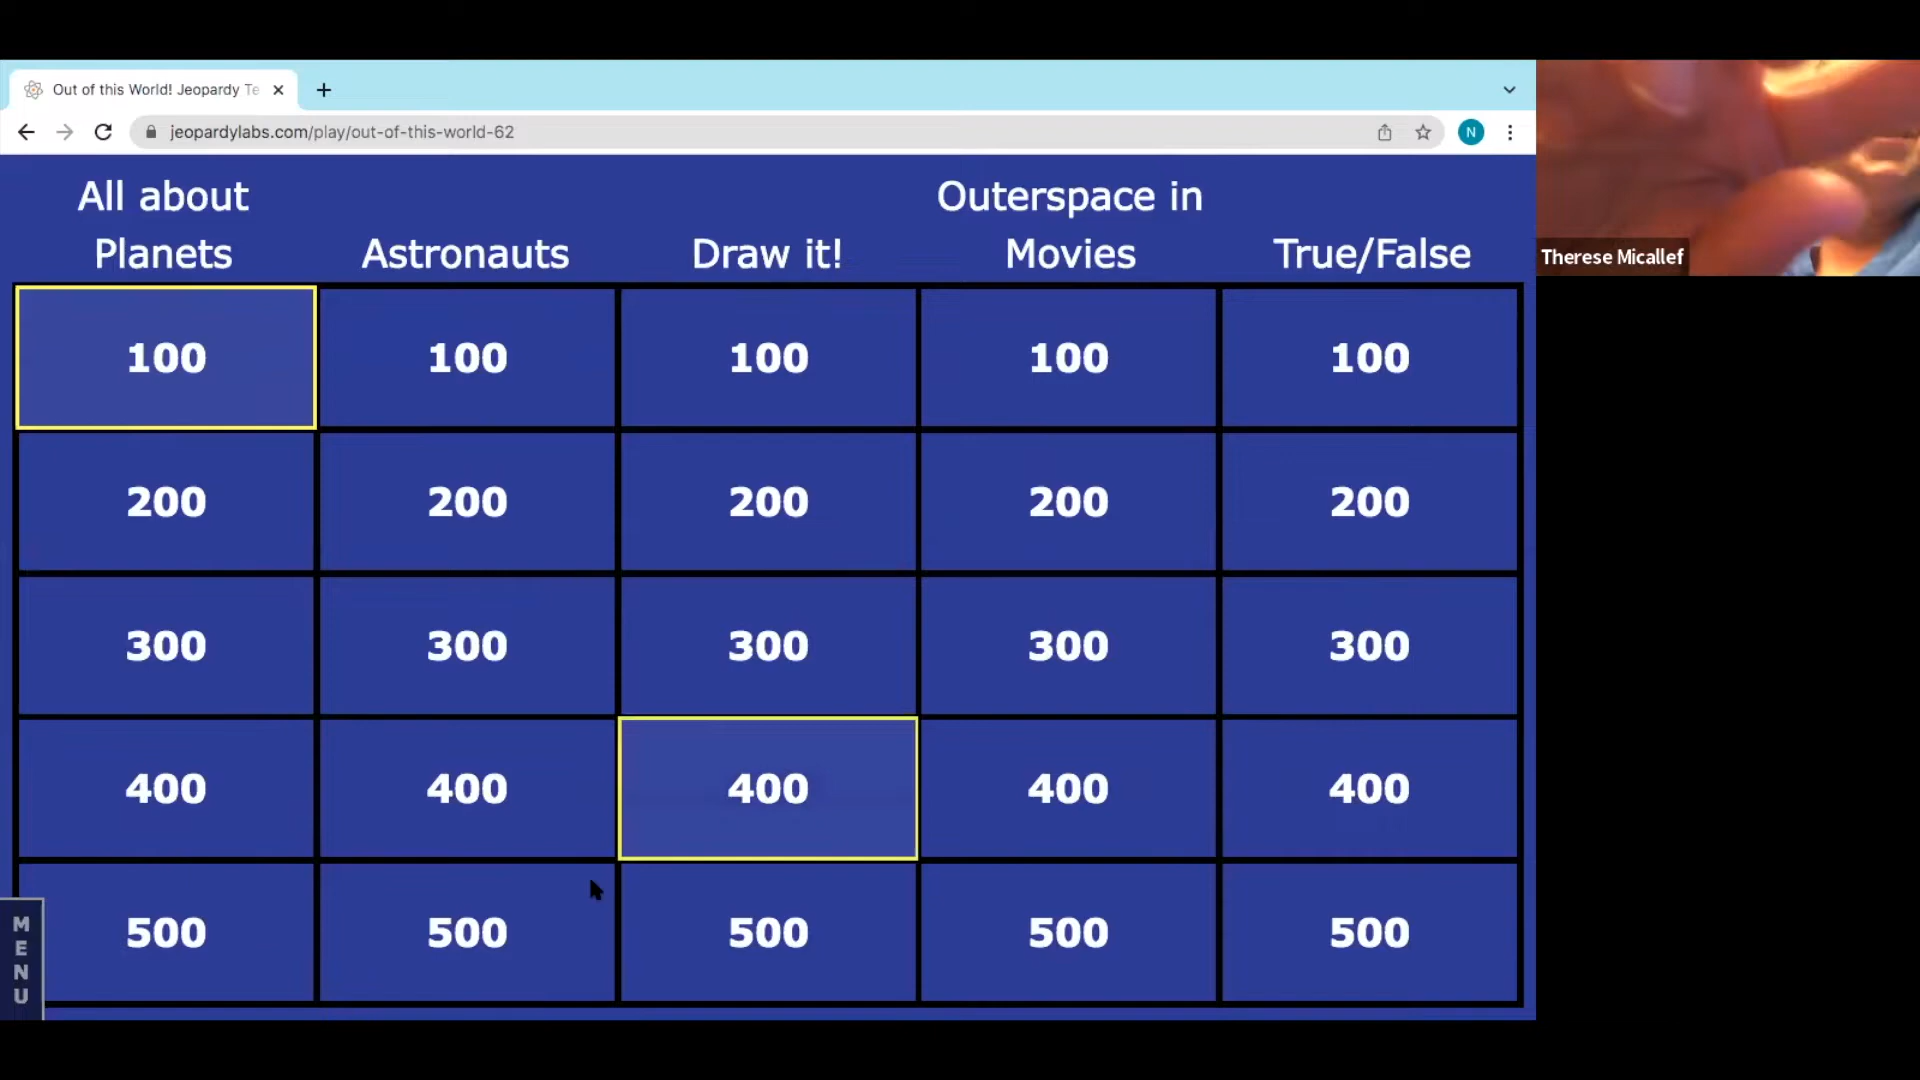 Out of this World! Jeopardy Te
jeopardylabs.com/play/out-of-this-world-62
N
All about
Planets
Astronauts
Draw it!
Outerspace in
Movies
True/False
100 100 100 100 100
200 200 200 200 200
300 300 300 300 300
400 400 400 400 400
500 500 500 500 500
MENU
Therese Micallef